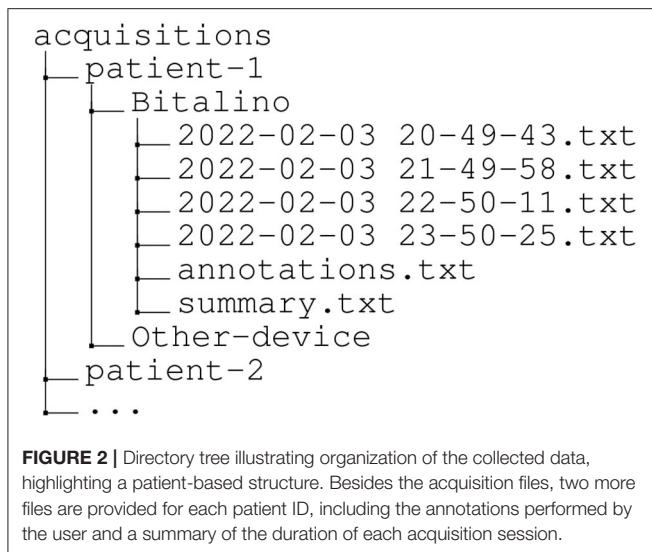 acquisitions
patient-1
Bitalino
2022-02-03 20-49-43.txt
2022-02-03 21-49-58.txt
2022-02-03 22-50-11.txt
2022-02-03 23-50-25.txt
annotations.txt
summary.txt
Other-device
patient-2
...
FIGURE 2 | Directory tree illustrating organization of the collected data,
highlighting a patient-based structure. Besides the acquisition files, two more
files are provided for each patient ID, including the annotations performed by
the user and a summary of the duration of each acquisition session.